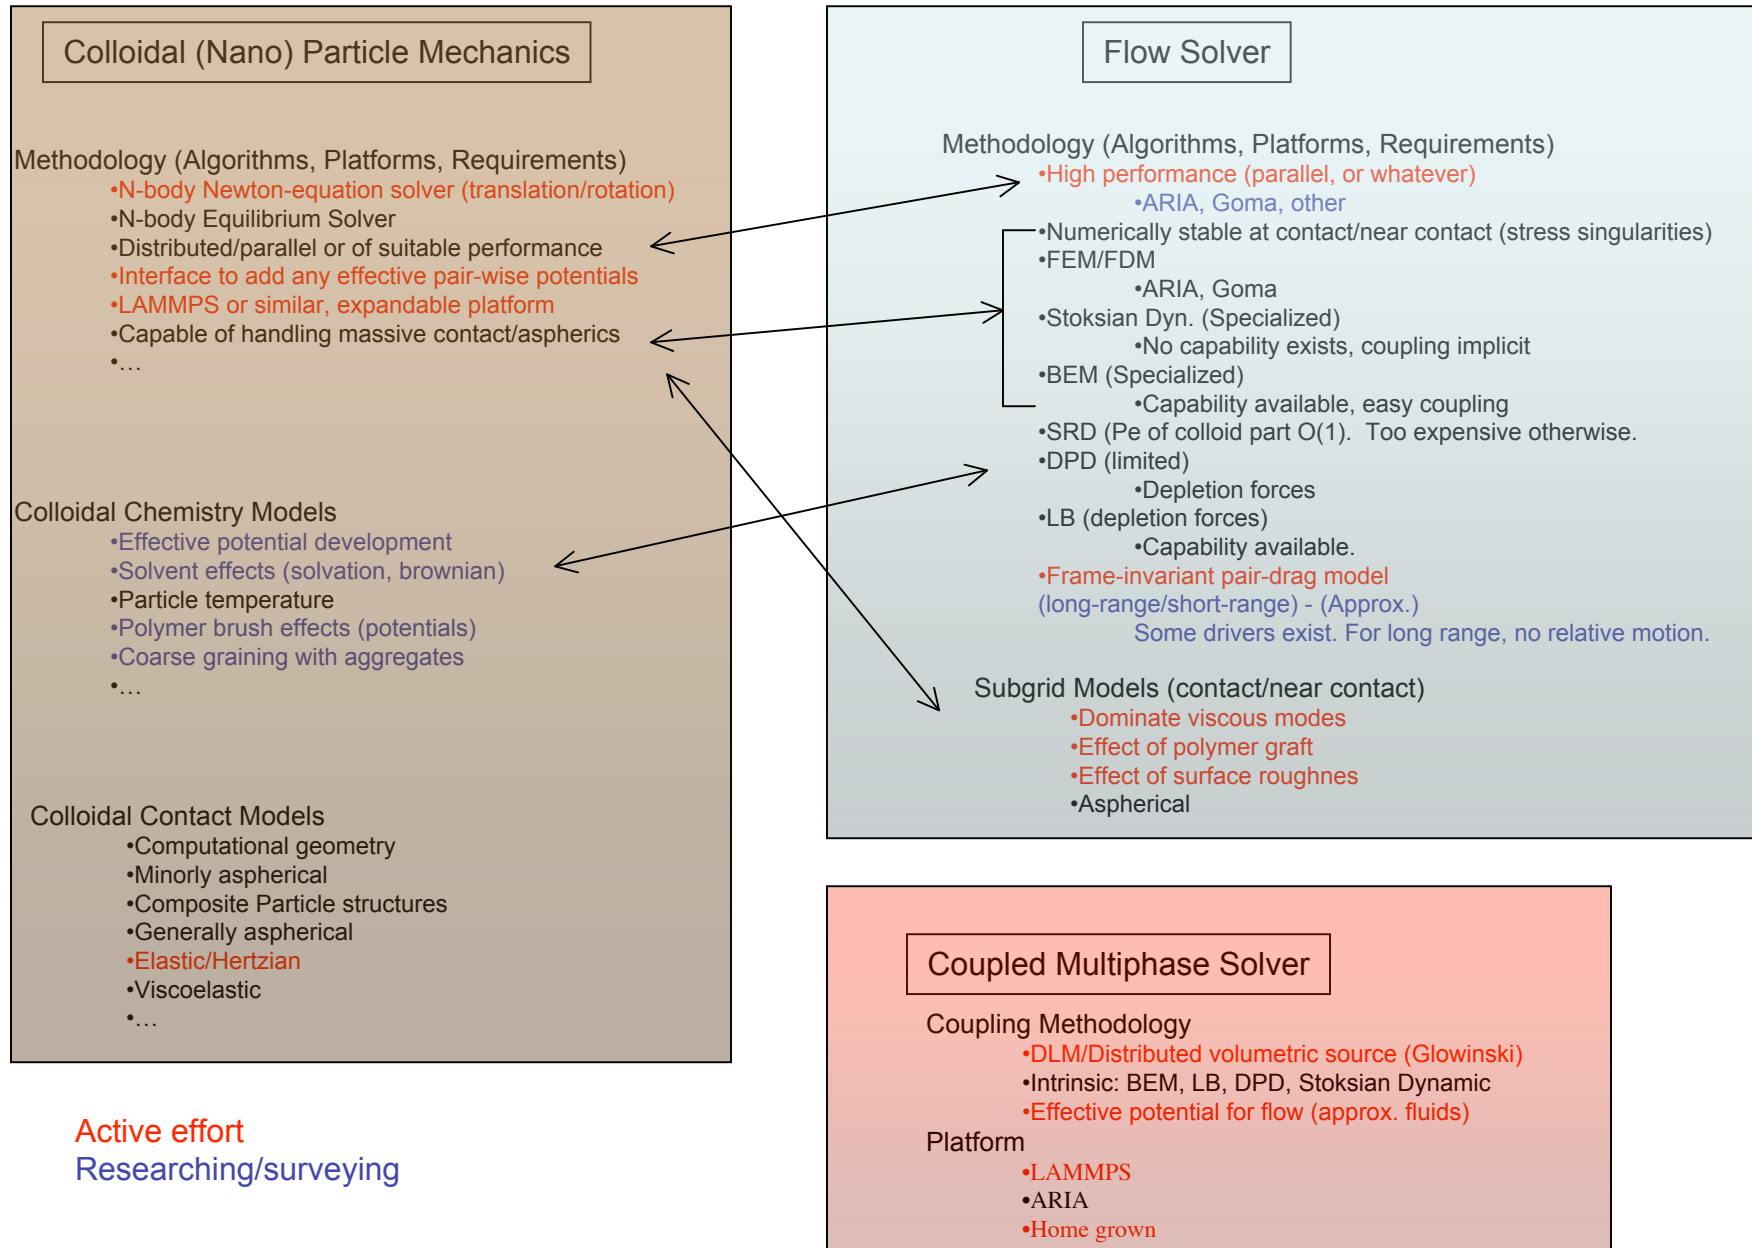 Colloidal (Nano) Particle Mechanics
Methodology (Algorithms, Platforms, Requirements)
•N-body Newton-equation solver (translation/rotation)
•N-body Equilibrium Solver
•Distributed/parallel or of suitable performance
•Interface to add any effective pair-wise potentials
•LAMMPS or similar, expandable platform
•Capable of handling massive contact/aspherics
•…
Colloidal Chemistry Models
•Effective potential development
•Solvent effects (solvation, brownian)
•Particle temperature
•Polymer brush effects (potentials)
•Coarse graining with aggregates
•…
Colloidal Contact Models
•Computational geometry
•Minorly aspherical
•Composite Particle structures
•Generally aspherical
•Elastic/Hertzian
•Viscoelastic
•…
Active effort
Researching/surveying
Flow Solver
Methodology (Algorithms, Platforms, Requirements)
•High performance (parallel, or whatever)
•ARIA, Goma, other
•Numerically stable at contact/near contact (stress singularities)
•FEM/FDM
•ARIA, Goma
•Stoksian Dyn. (Specialized)
•No capability exists, coupling implicit
•BEM (Specialized)
•Capability available, easy coupling
•SRD (Pe of colloid part O(1).  Too expensive otherwise.
•DPD (limited)
•Depletion forces
•LB (depletion forces)
•Capability available.
•Frame-invariant pair-drag model
(long-range/short-range) - (Approx.)
Some drivers exist. For long range, no relative motion.
Subgrid Models (contact/near contact)
•Dominate viscous modes
•Effect of polymer graft
•Effect of surface roughnes
•Aspherical
Coupled Multiphase Solver
Coupling Methodology
•DLM/Distributed volumetric source (Glowinski)
•Intrinsic: BEM, LB, DPD, Stoksian Dynamic
•Effective potential for flow (approx. fluids)
Platform
•LAMMPS
•ARIA
•Home grown